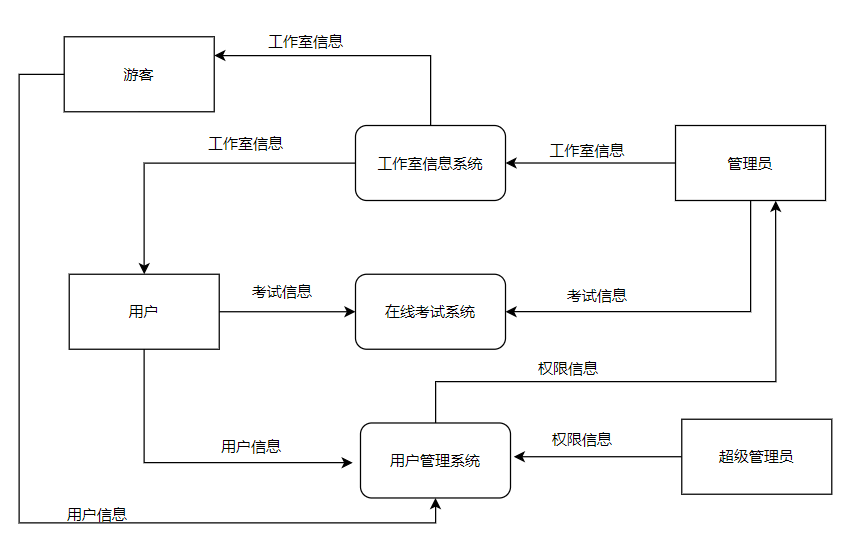 工作室信息
游客
工作室信息
工作室信息
工作室信息系统
管理员
考试信息
考试信息
用户
在线考试系统
权限信息
权限信息
用户信息
用户管理系统
超级管理员
用户信息